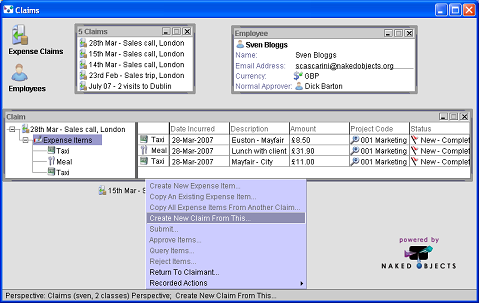 Claims
Expense Claims
Employees
5 Claims
28th Mar - Sales call, London
15th Mar - Sales call, London
14th Mar - Sales call, London
23rd Feb - Sales trip, London
July 07 - 2 visits to Dublin
Employee
Sven Bloggs
Name: Sven Bloggs
Email Address: scascarini@nakedobjects.org
Currency: GBP
Normal Approver: Dick Barton
Claim
28th Mar - Sales call, London
Expense Items
Taxi
Meal
Taxi
Date Incurred Description Amount Project Code Status
Taxi 28-Mar-2007 Euston - Mayfair £8.50 001 Marketing New - Complet
Meal 28-Mar-2007 Lunch with client £31.90 001 Marketing New - Complet
Taxi 28-Mar-2007 Mayfair - City £11.00 001 Marketing New - Complet
15th Mar - S
Create New Expense Item...
Copy An Existing Expense Item...
Copy All Expense Items From Another Claim...
Create New Claim From This...
Submit...
Approve Items...
Query Items...
Reject Items...
Return To Claimant...
Recorded Actions
powered by
NAKED OBJECTS
Perspective: Claims (sven, 2 classes) Perspective; Create New Claim From This...